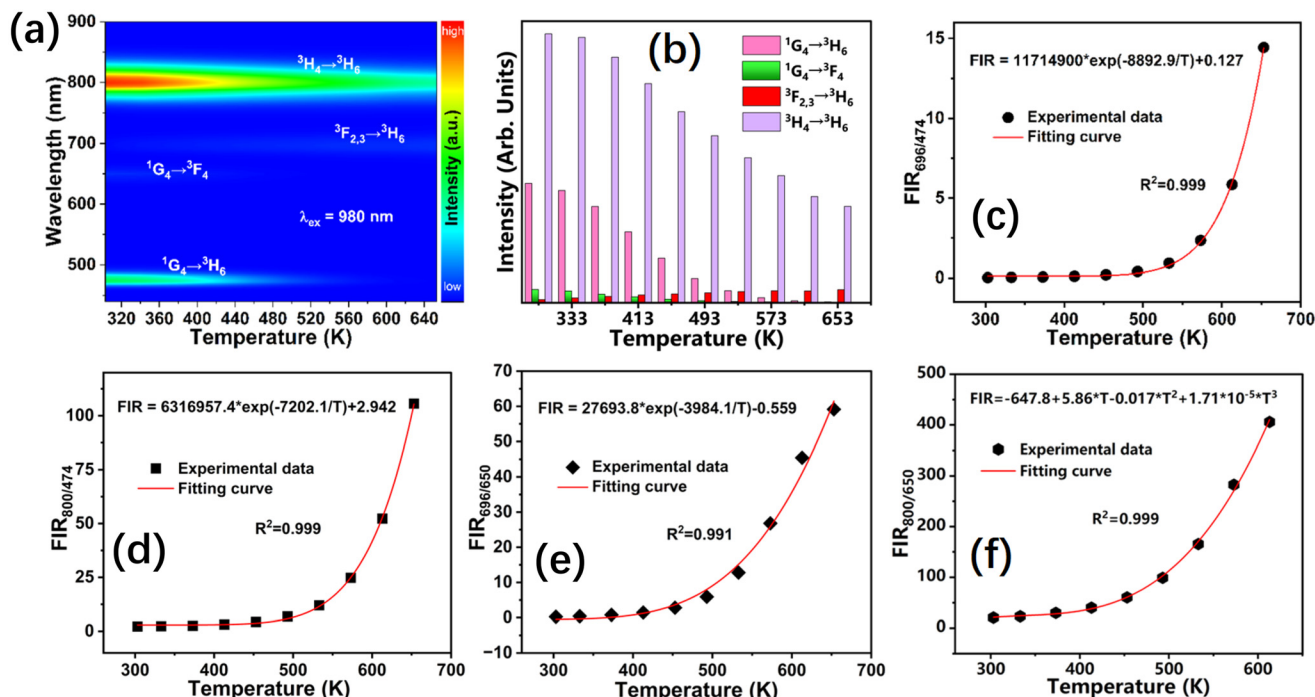 (a)
900
800
700
600
500
Wavelength (nm)
³H₄→³H₆
³F₂,₃→³H₆
¹G₄→³F₄
λₑₓ = 980 nm
¹G₄→³H₆
320 360 400 440 480 520 560 600 640
Temperature (K)
high
Intensity (a.u.)
low
(b)
Intensity (Arb. Units)
¹G₄→³H₆
¹G₄→³F₄
³F₂,₃→³H₆
³H₄→³H₆
333 413 493 573 653
Temperature (K)
(c)
15
10
5
0
FIR₆₉₆/₄₇₄
FIR = 11714900*exp(-8892.9/T)+0.127
Experimental data
Fitting curve
R²=0.999
200 300 400 500 600 700
Temperature (K)
(d)
100
75
50
25
0
FIR₈₀₀/₄₇₄
FIR = 6316957.4*exp(-7202.1/T)+2.942
Experimental data
Fitting curve
R²=0.999
300 400 500 600 700
Temperature (K)
(e)
70
60
50
40
30
20
10
0
−10
FIR₆₉₆/₆₅₀
FIR = 27693.8*exp(-3984.1/T)-0.559
Experimental data
Fitting curve
R²=0.991
300 400 500 600 700
Temperature (K)
(f)
500
400
300
200
100
0
FIR₈₀₀/₆₅₀
FIR=-647.8+5.86*T-0.017*T²+1.71*10⁻⁵*T³
Experimental data
Fitting curve
R²=0.999
300 400 500 600 700
Temperature (K)